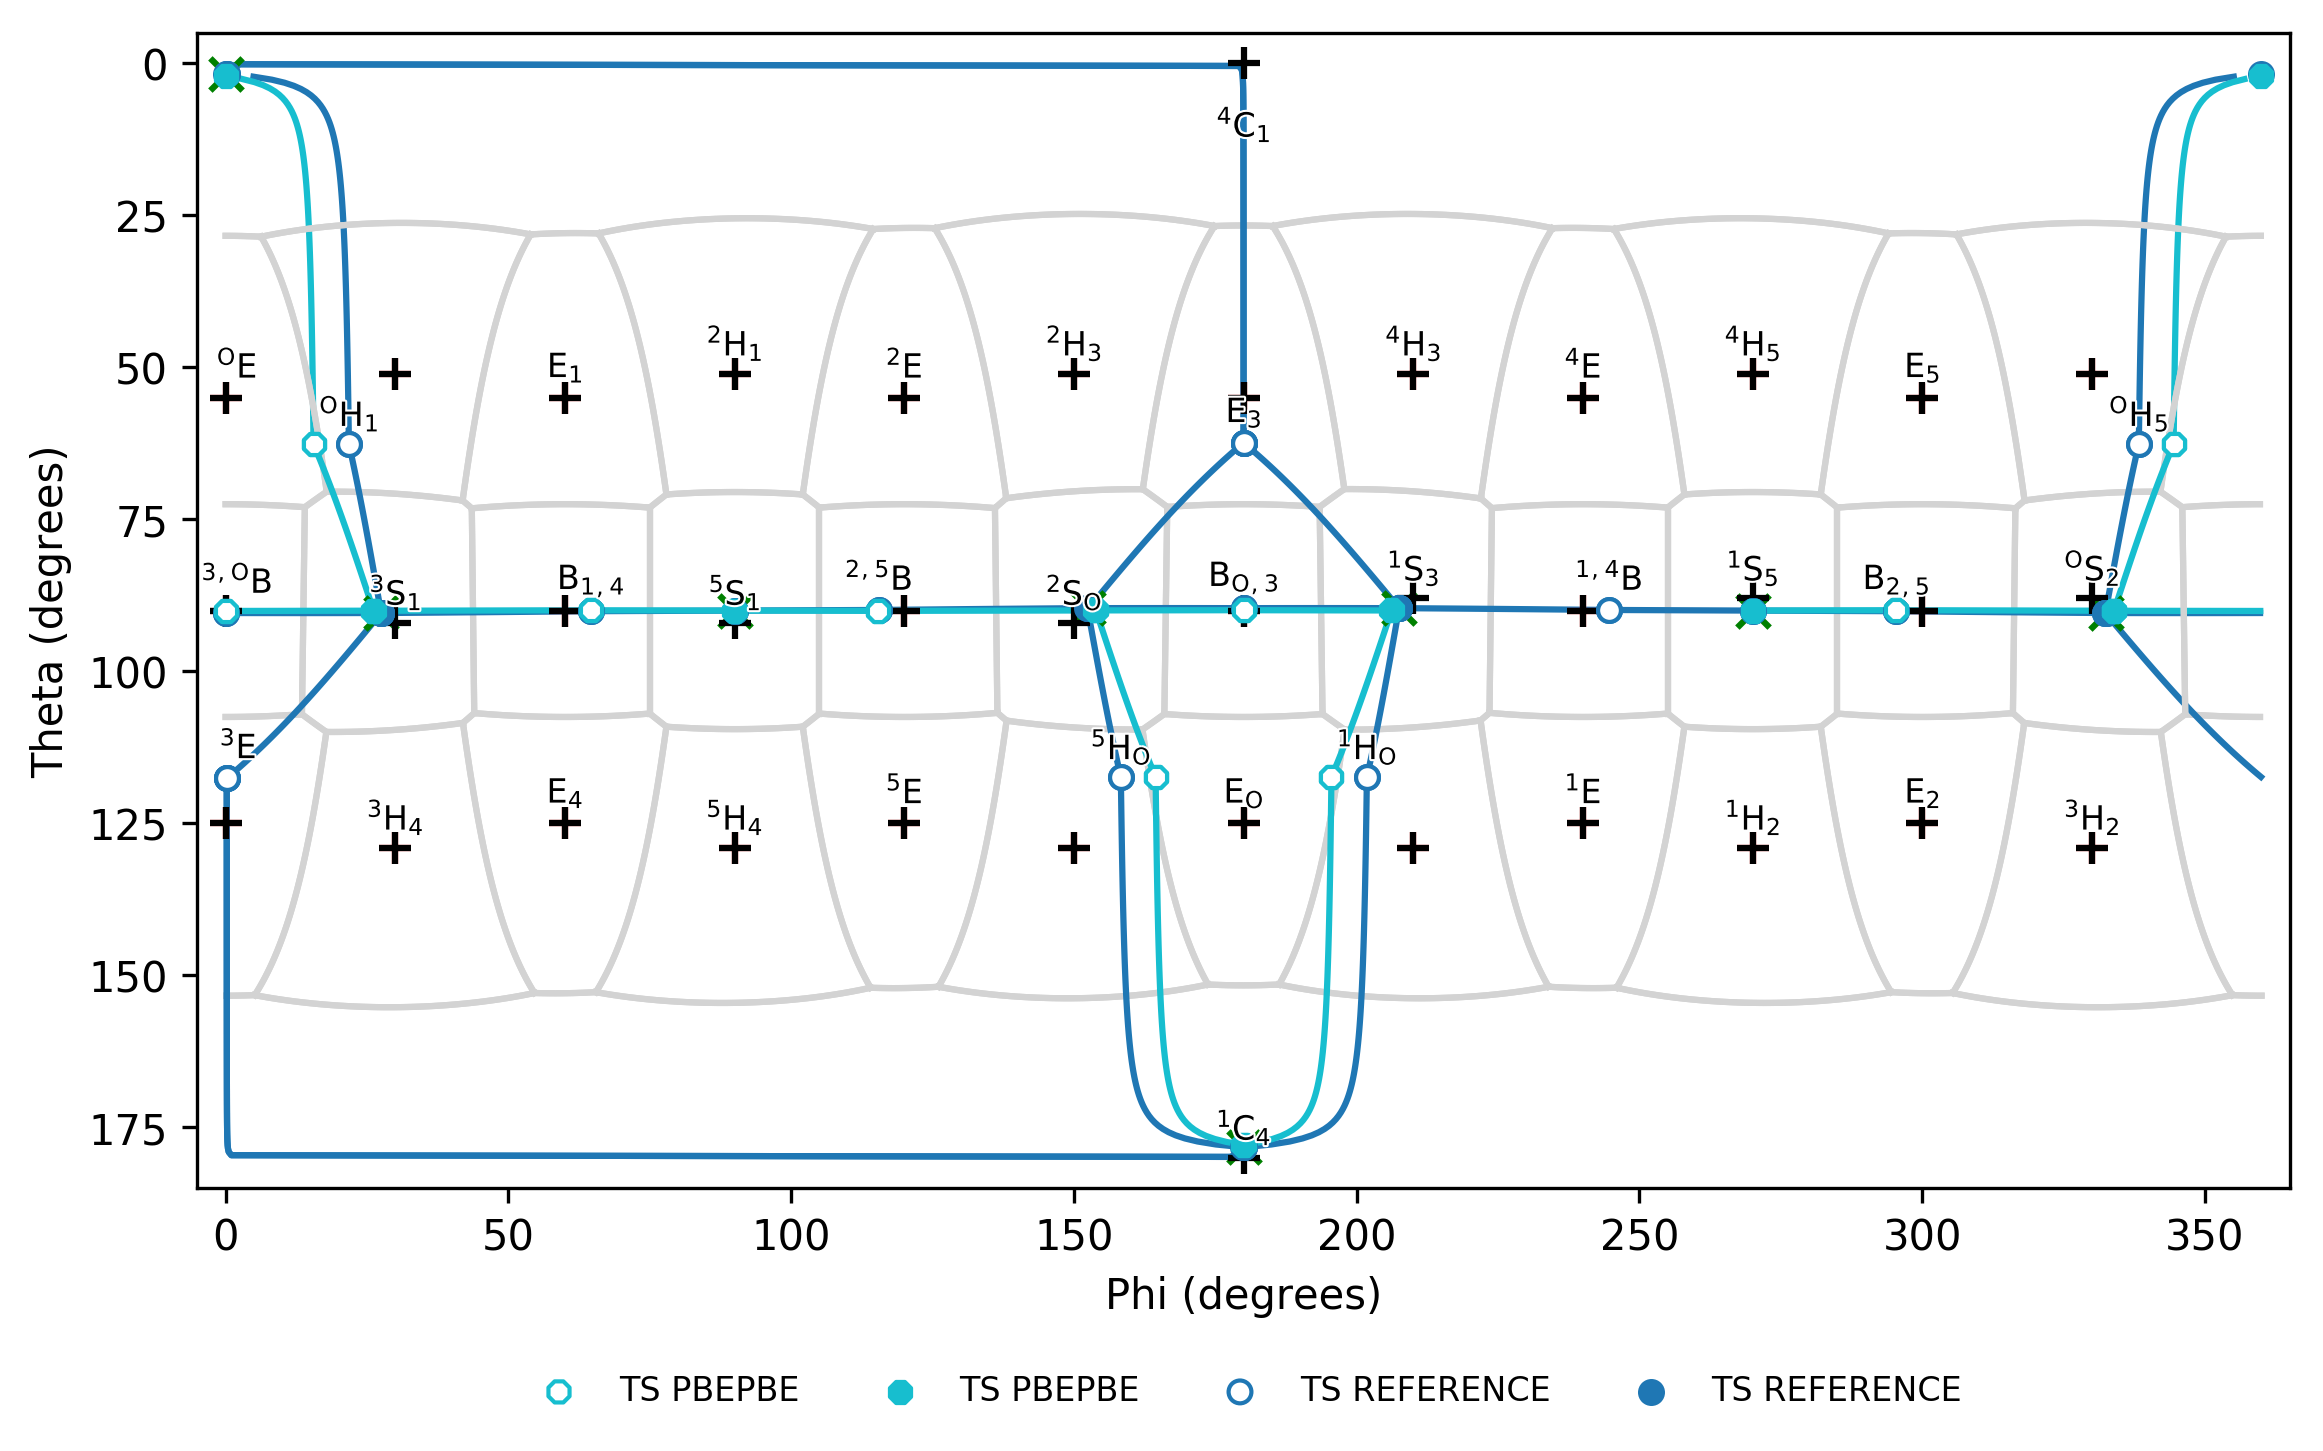 0
⁴C₁
25
²H₁ ²H₃ ⁴H₃ ⁴H₅
ᴼE E₁ ²E ⁴E E₅
50
ᴼH₁ E₃ ᴼH₅
75
³,ᴼB ³S₁ B₁,₄ ⁵S₁ ²,⁵B ²Sₒ Bₒ,₃ ¹S₃ ¹,⁴B ¹S₅ B₂,₅ ᴼS₂
100
³E ⁵Hₒ ¹Hₒ
E₄ ⁵E Eₒ ¹E E₂
125
³H₄ ⁵H₄ ¹H₂ ³H₂
150
175
¹C₄
Theta (degrees)
0 50 100 150 200 250 300 350
Phi (degrees)
TS PBEPBE TS PBEPBE TS REFERENCE TS REFERENCE